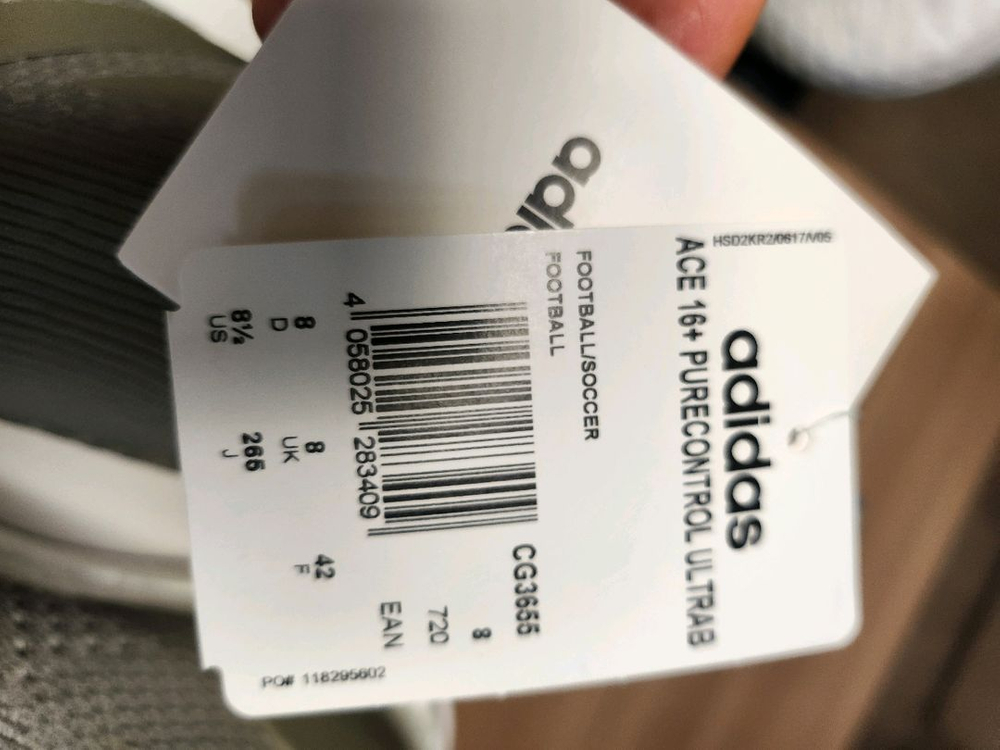 adidas
HSD2KR2/0617/V05
adidas
ACE 16+ PURECONTROL ULTRAB
FOOTBALL/SOCCER
FOOTBALL
CG3655
8
720
EAN
4 058025 283409
8 8 42
D UK F
8½ 265
US J
PO# 118295602